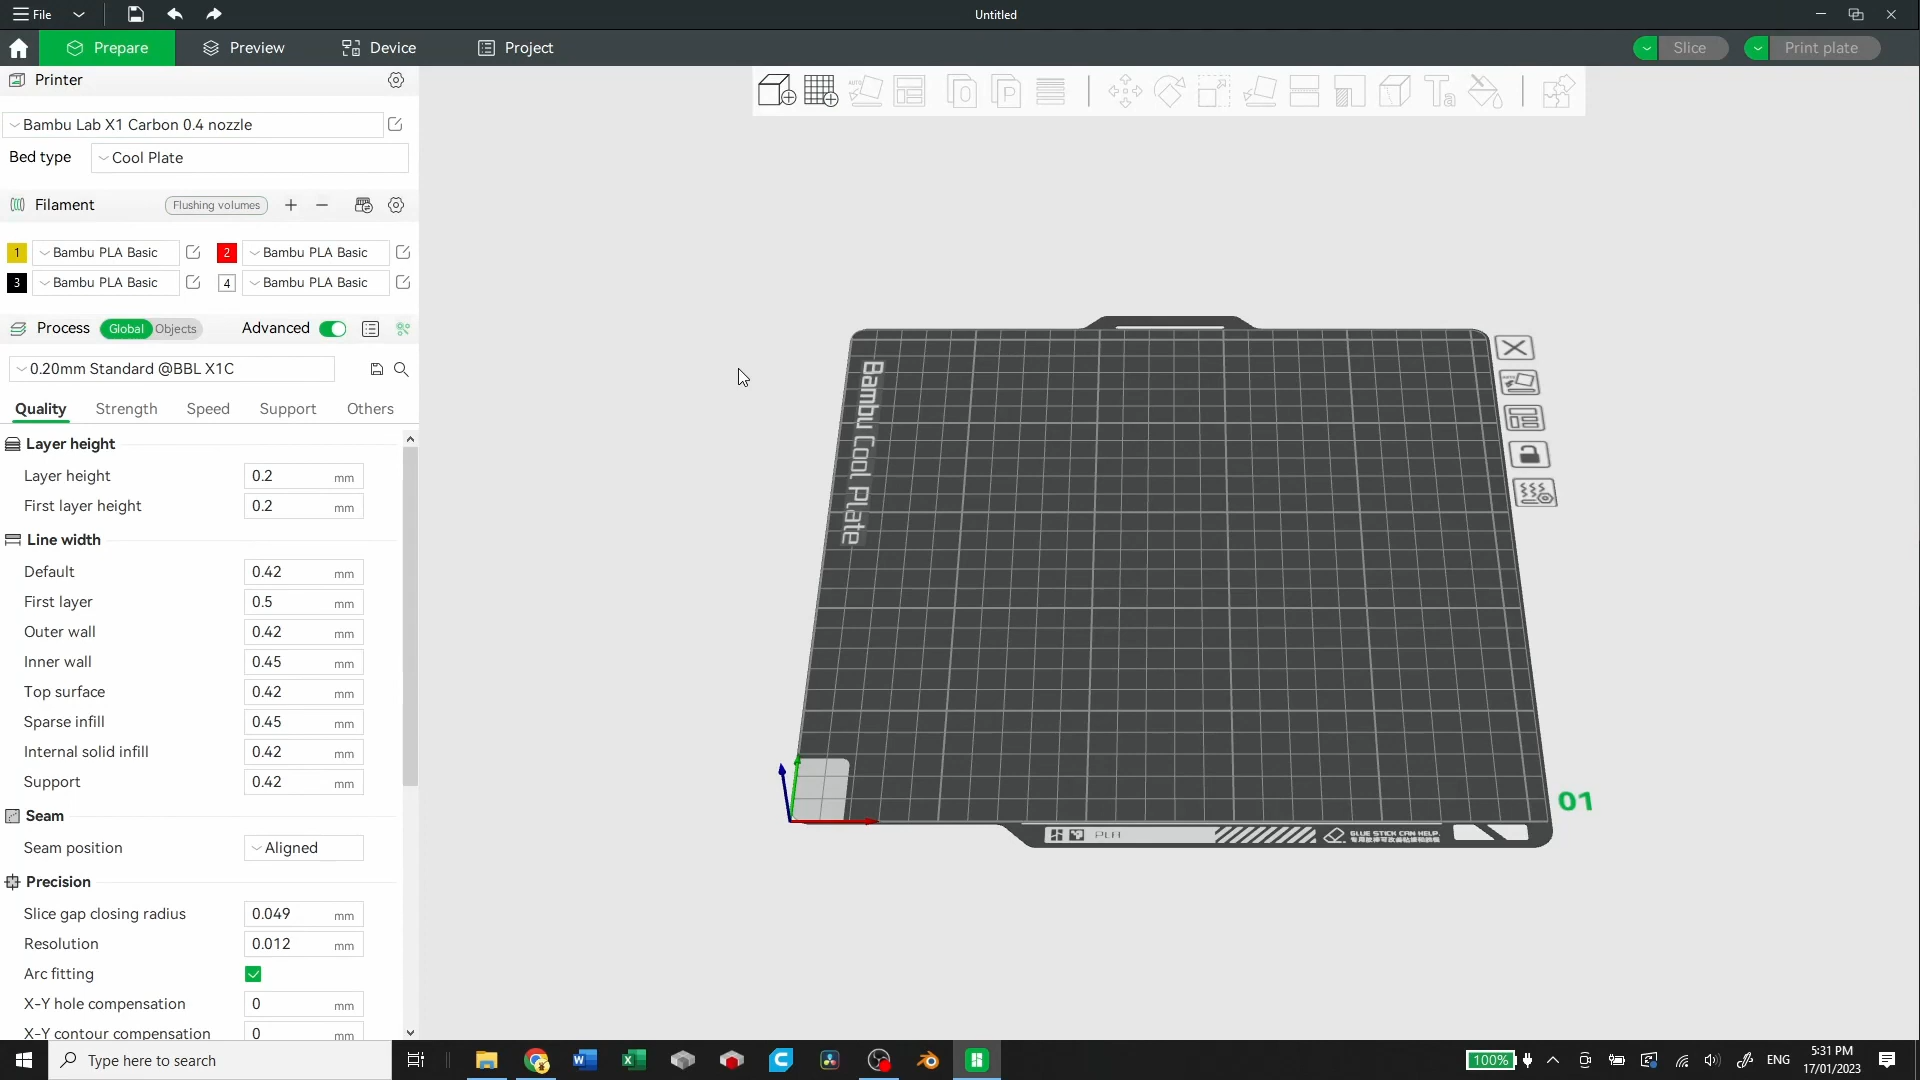 File
Untitled
Prepare
Preview
Device
Project
Slice
Print plate
Printer
Bambu Lab X1 Carbon 0.4 nozzle
Bed type
Cool Plate
Filament
Flushing volumes
1 Bambu PLA Basic
2 Bambu PLA Basic
3 Bambu PLA Basic
4 Bambu PLA Basic
Process
Global
Objects
Advanced
0.20mm Standard @BBL X1C
Quality
Strength
Speed
Support
Others
Layer height
Layer height 0.2 mm
First layer height 0.2 mm
Line width
Default 0.42 mm
First layer 0.5 mm
Outer wall 0.42 mm
Inner wall 0.45 mm
Top surface 0.42 mm
Sparse infill 0.45 mm
Internal solid infill 0.42 mm
Support 0.42 mm
Seam
Seam position Aligned
Precision
Slice gap closing radius 0.049 mm
Resolution 0.012 mm
Arc fitting
X-Y hole compensation 0 mm
X-Y contour compensation 0 mm
AUTO
Bambu Cool Plate
01
PLA
GLUE STICK CAN HELP.
Type here to search
100%
ENG
5:31 PM
17/01/2023